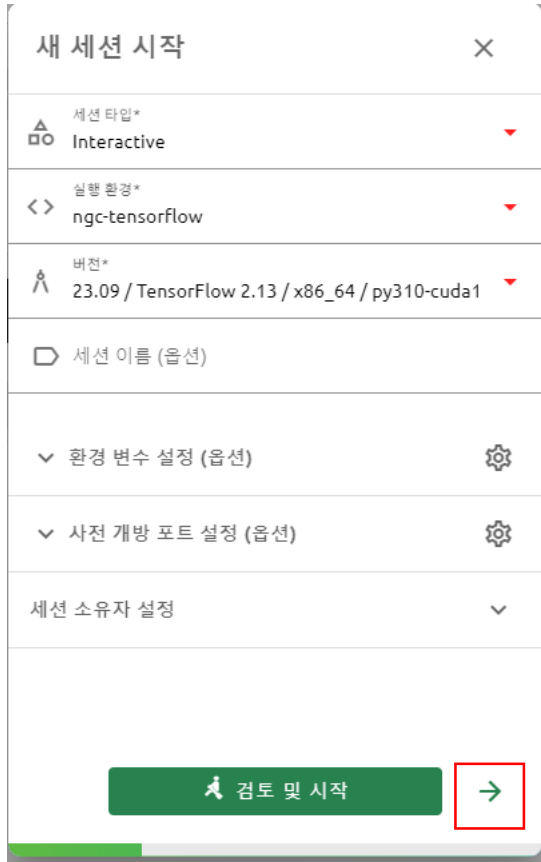 새 세션 시작
세션 타입*
Interactive
실행 환경*
ngc-tensorflow
버전*
23.09 / TensorFlow 2.13 / x86_64 / py310-cuda1
세션 이름 (옵션)
환경 변수 설정 (옵션)
사전 개방 포트 설정 (옵션)
세션 소유자 설정
검토 및 시작